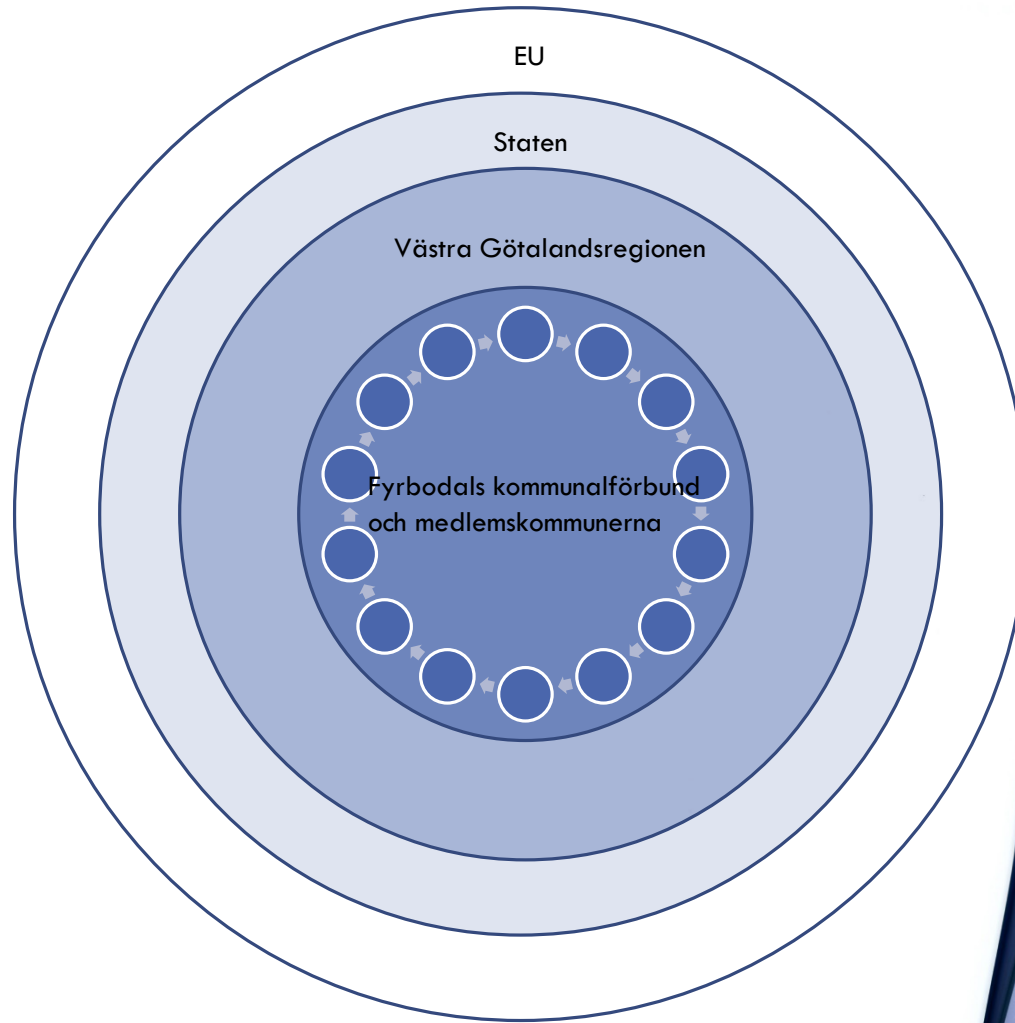 EU
Staten
Västra Götalandsregionen
Fyrbodals kommunalförbund
och medlemskommunerna